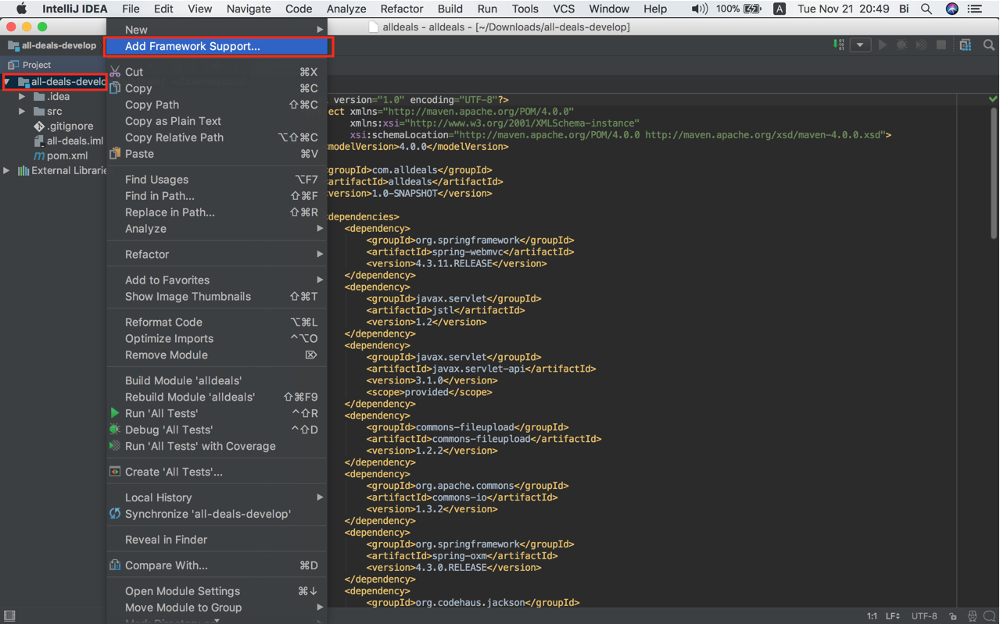 IntelliJ IDEA File Edit View Navigate Code Analyze Refactor Build Run Tools VCS Window Help 100% A Tue Nov 21 20:49 Bi
alldeals - alldeals - [~/Downloads/all-deals-develop]
all-deals-develop
Project
all-deals-develo
.idea
src
.gitignore
all-deals.iml
pom.xml
External Librarie
New
Add Framework Support...
Cut ⌘X
Copy ⌘C
Copy Path ⇧⌘C
Copy as Plain Text
Copy Relative Path ⌥⇧⌘C
Paste ⌘V
Find Usages ⌥F7
Find in Path... ⇧⌘F
Replace in Path... ⇧⌘R
Analyze
Refactor
Add to Favorites
Show Image Thumbnails ⇧⌘T
Reformat Code ⌥⌘L
Optimize Imports ^⌥O
Remove Module ⌦
Build Module 'alldeals'
Rebuild Module 'alldeals' ⇧⌘F9
Run 'All Tests' ^⇧R
Debug 'All Tests' ^⇧D
Run 'All Tests' with Coverage
Create 'All Tests'...
Local History
Synchronize 'all-deals-develop'
Reveal in Finder
Compare With... ⌘D
Open Module Settings ⌘↓
Move Module to Group
version="1.0" encoding="UTF-8"?>
ect xmlns="http://maven.apache.org/POM/4.0.0"
xmlns:xsi="http://www.w3.org/2001/XMLSchema-instance"
xsi:schemaLocation="http://maven.apache.org/POM/4.0.0 http://maven.apache.org/xsd/maven-4.0.0.xsd">
modelVersion>4.0.0</modelVersion>
groupId>com.alldeals</groupId>
artifactId>alldeals</artifactId>
version>1.0-SNAPSHOT</version>
dependencies>
<dependency>
<groupId>org.springframework</groupId>
<artifactId>spring-webmvc</artifactId>
<version>4.3.11.RELEASE</version>
</dependency>
<dependency>
<groupId>javax.servlet</groupId>
<artifactId>jstl</artifactId>
<version>1.2</version>
</dependency>
<dependency>
<groupId>javax.servlet</groupId>
<artifactId>javax.servlet-api</artifactId>
<version>3.1.0</version>
<scope>provided</scope>
</dependency>
<dependency>
<groupId>commons-fileupload</groupId>
<artifactId>commons-fileupload</artifactId>
<version>1.2.2</version>
</dependency>
<dependency>
<groupId>org.apache.commons</groupId>
<artifactId>commons-io</artifactId>
<version>1.3.2</version>
</dependency>
<dependency>
<groupId>org.springframework</groupId>
<artifactId>spring-oxm</artifactId>
<version>4.3.0.RELEASE</version>
</dependency>
<dependency>
<groupId>org.codehaus.jackson</groupId>
1:1 LF UTF-8